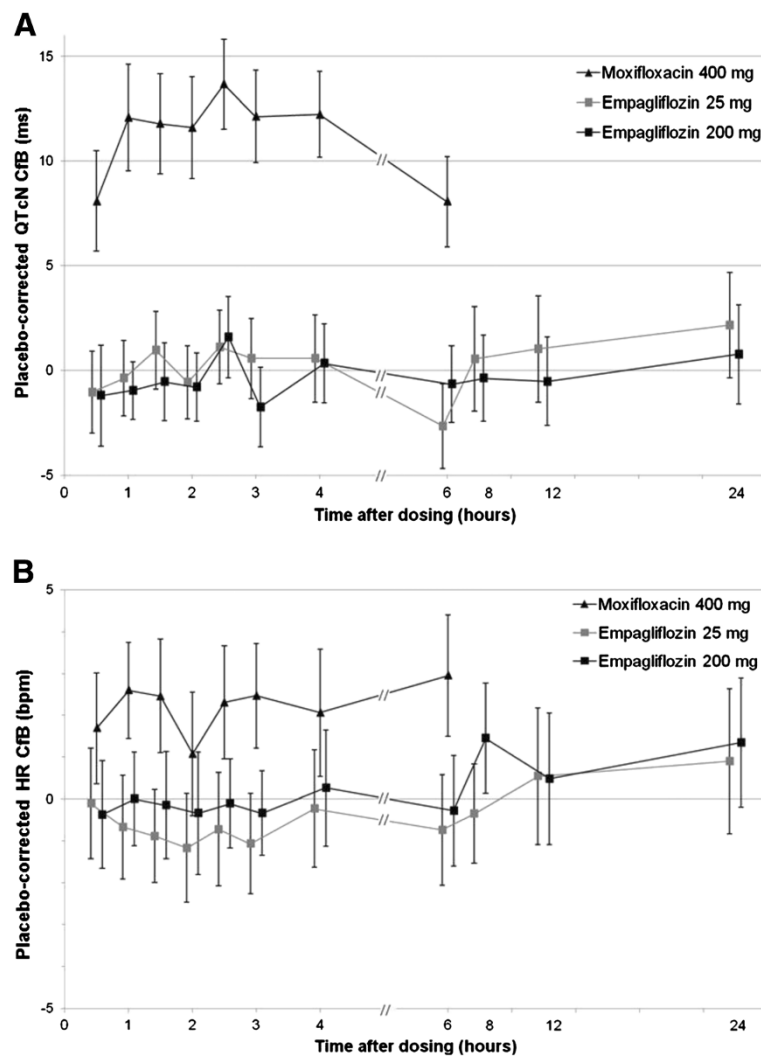 A
15
Moxifloxacin 400 mg
Empagliflozin 25 mg
Empagliflozin 200 mg
10
5
0
-5
Placebo-corrected QTcN CfB (ms)
0 1 2 3 4 // 6 8 12 24
Time after dosing (hours)
B
5
Moxifloxacin 400 mg
Empagliflozin 25 mg
Empagliflozin 200 mg
0
-5
Placebo-corrected HR CfB (bpm)
0 1 2 3 4 // 6 8 12 24
Time after dosing (hours)